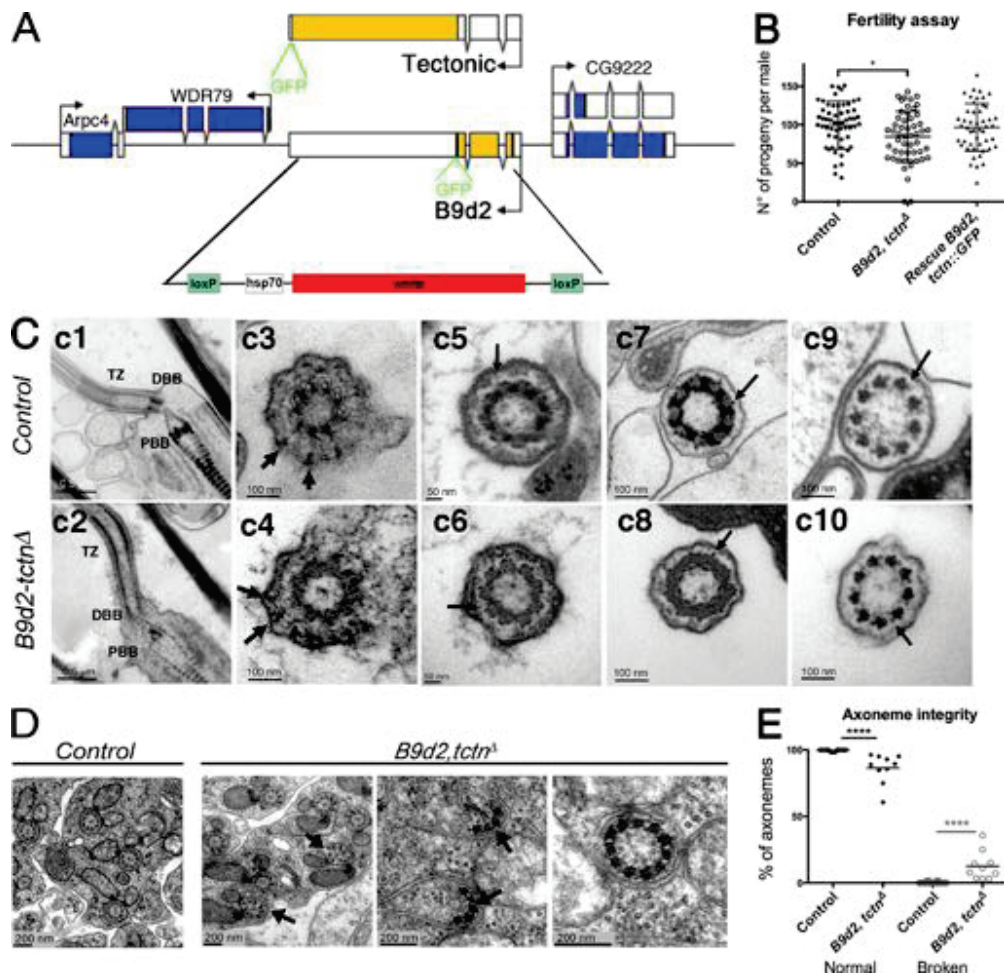 A
Tectonic
GFP
CG9222
WDR79
Arpc4
GFP
B9d2
loxP
hsp70
loxP
B
Fertility assay
N° of progeny per male
*
150
100
50
0
Control
B9d2, tctnΔ
Rescue B9d2,
tctn::GFP
C
Control
c1
TZ
DBB
PBB
c3
100 nm
c5
50 nm
c7
100 nm
c9
100 nm
B9d2-tctnΔ
c2
TZ
DBB
PBB
c4
100 nm
c6
50 nm
c8
100 nm
c10
100 nm
D
Control
B9d2,tctnΔ
200 nm
200 nm
200 nm
200 nm
E
Axoneme integrity
% of axonemes
****
****
100
50
0
Control
B9d2, tctnΔ
Control
B9d2, tctnΔ
Normal
Broken